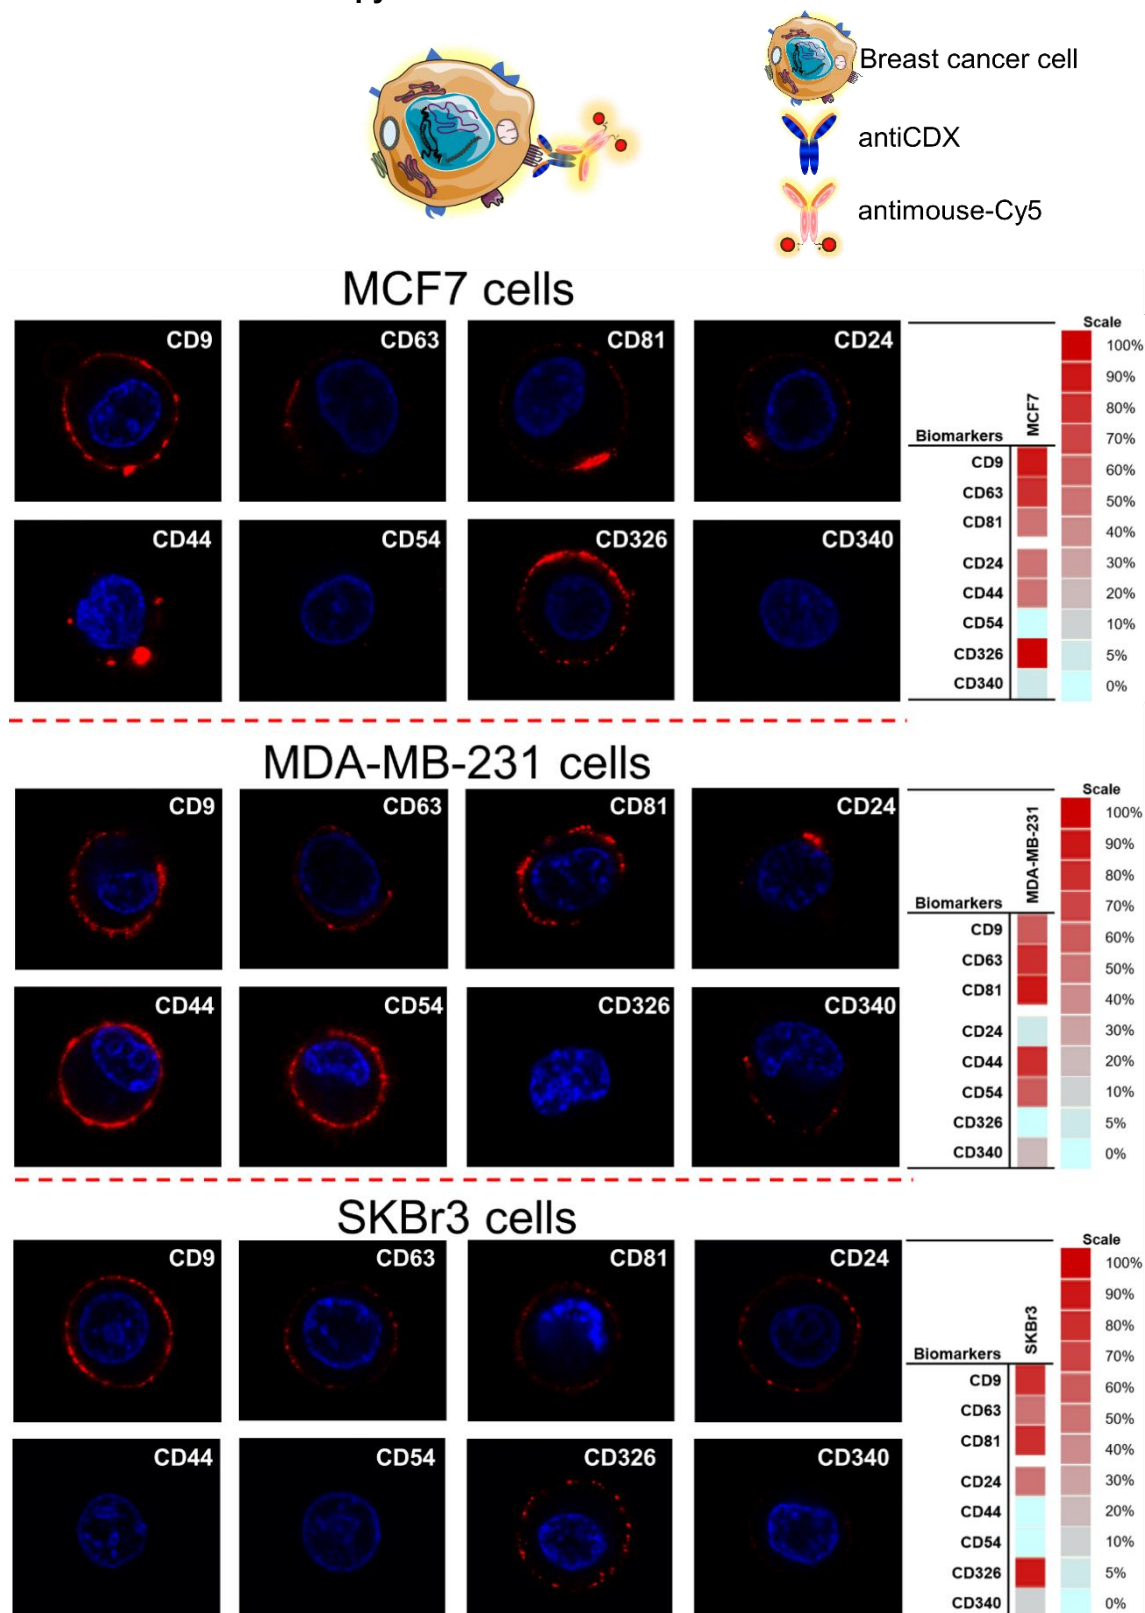 py
Breast cancer cell
antiCDX
antimouse-Cy5
MCF7 cells
CD9
CD63
CD81
CD24
CD44
CD54
CD326
CD340
Scale
100%
90%
80%
70%
60%
50%
40%
30%
20%
10%
5%
0%
MCF7
Biomarkers
CD9
CD63
CD81
CD24
CD44
CD54
CD326
CD340
MDA-MB-231 cells
CD9
CD63
CD81
CD24
CD44
CD54
CD326
CD340
Scale
100%
90%
80%
70%
60%
50%
40%
30%
20%
10%
5%
0%
MDA-MB-231
Biomarkers
CD9
CD63
CD81
CD24
CD44
CD54
CD326
CD340
SKBr3 cells
CD9
CD63
CD81
CD24
CD44
CD54
CD326
CD340
Scale
100%
90%
80%
70%
60%
50%
40%
30%
20%
10%
5%
0%
SKBr3
Biomarkers
CD9
CD63
CD81
CD24
CD44
CD54
CD326
CD340